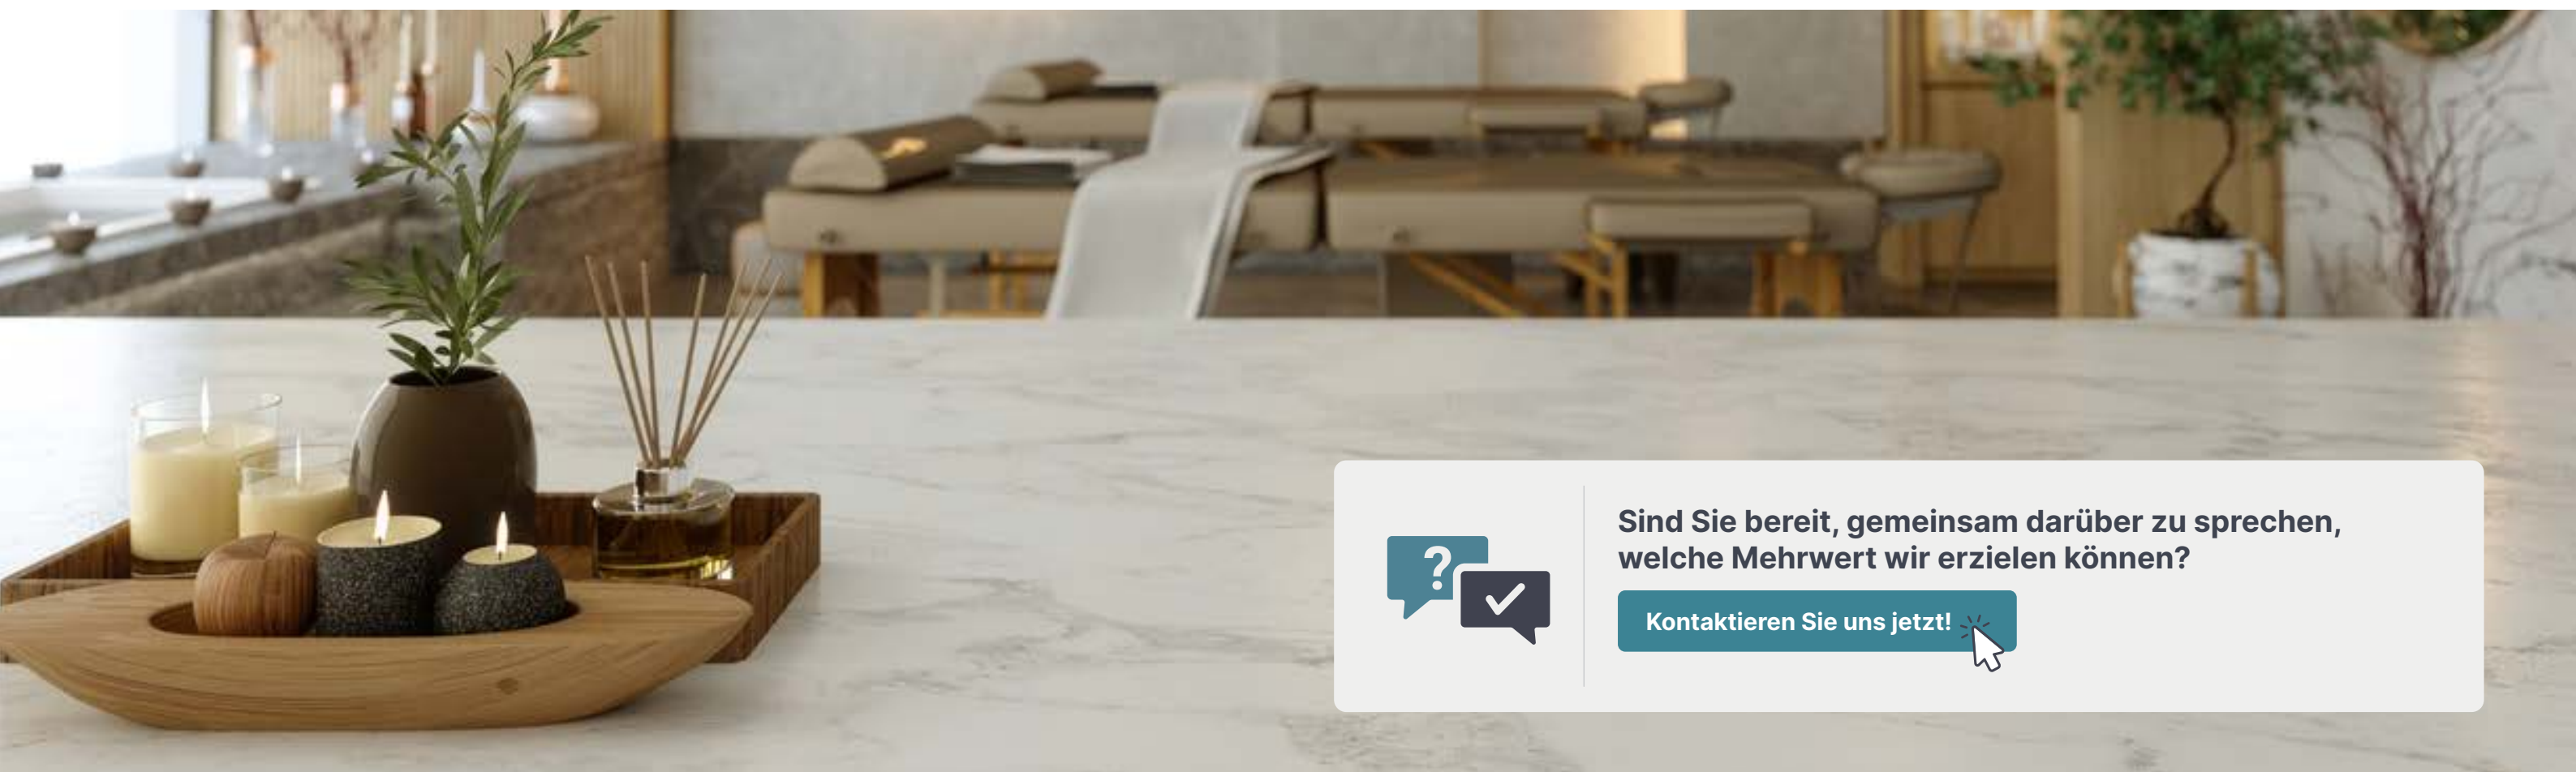 Sind Sie bereit, gemeinsam darüber zu sprechen,
welche Mehrwert wir erzielen können?
Kontaktieren Sie uns jetzt!